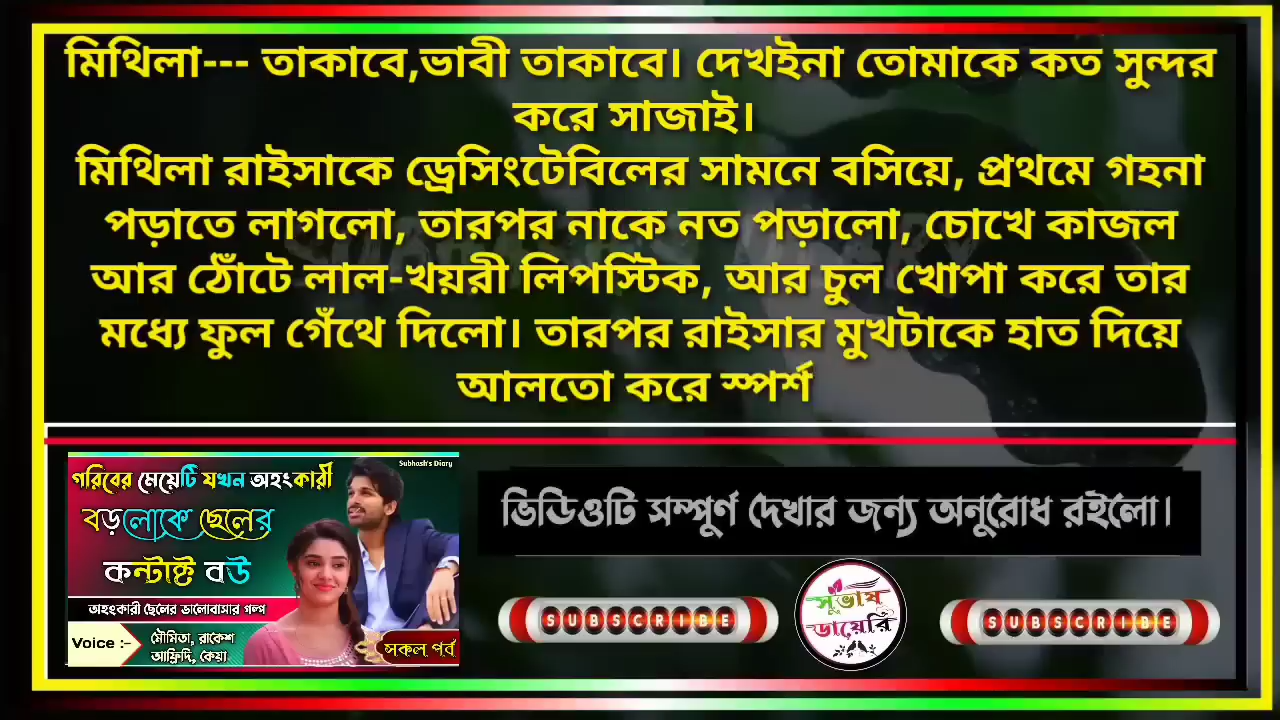 মিথিলা--- তাকাবে,ভাবী তাকাবে। দেখইনা তোমাকে কত সুন্দর
করে সাজাই।
মিথিলা রাইসাকে ড্রেসিংটেবিলের সামনে বসিয়ে, প্রথমে গহনা
পড়াতে লাগলো, তারপর নাকে নত পড়ালো, চোখে কাজল
আর ঠোঁটে লাল-খয়রী লিপস্টিক, আর চুল খোপা করে তার
মধ্যে ফুল গেঁথে দিলো। তারপর রাইসার মুখটাকে হাত দিয়ে
আলতো করে স্পর্শ
Subhash's Diary
গরিবের মেয়েটি যখন অহংকারী
বড়লোকে ছেলের
কন্টাক্ট বউ
অহংকারী ছেলের ভালোবাসার গল্প
Voice :- মৌমিতা, রাকেশ
আফ্রিদি, কেয়া
সকল পর্ব
ভিডিওটি সম্পুর্ণ দেখার জন্য অনুরোধ রইলো।
SUBSCRIBE
সুভাষ
ডায়েরি
SUBSCRIBE